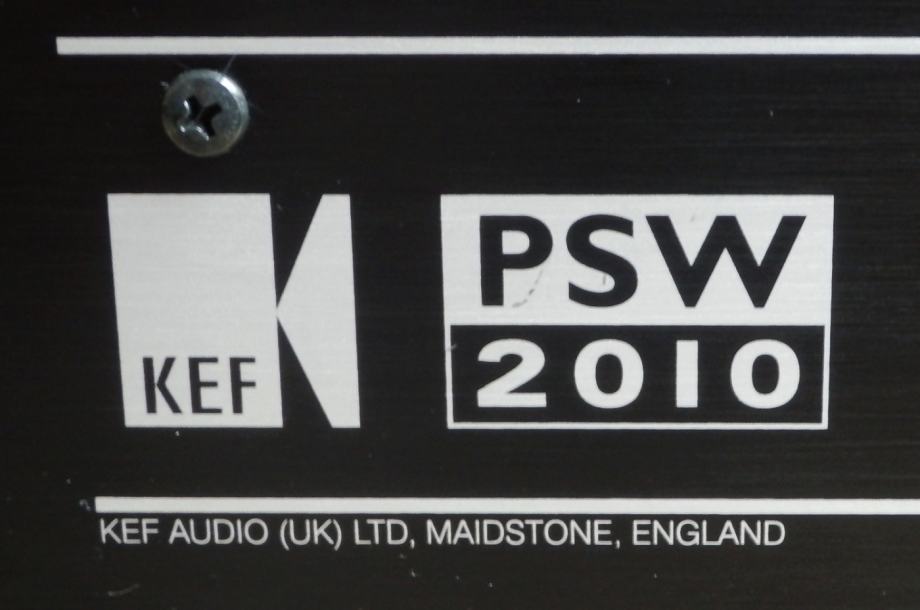 KEF
PSW
2010
KEF AUDIO (UK) LTD, MAIDSTONE, ENGLAND